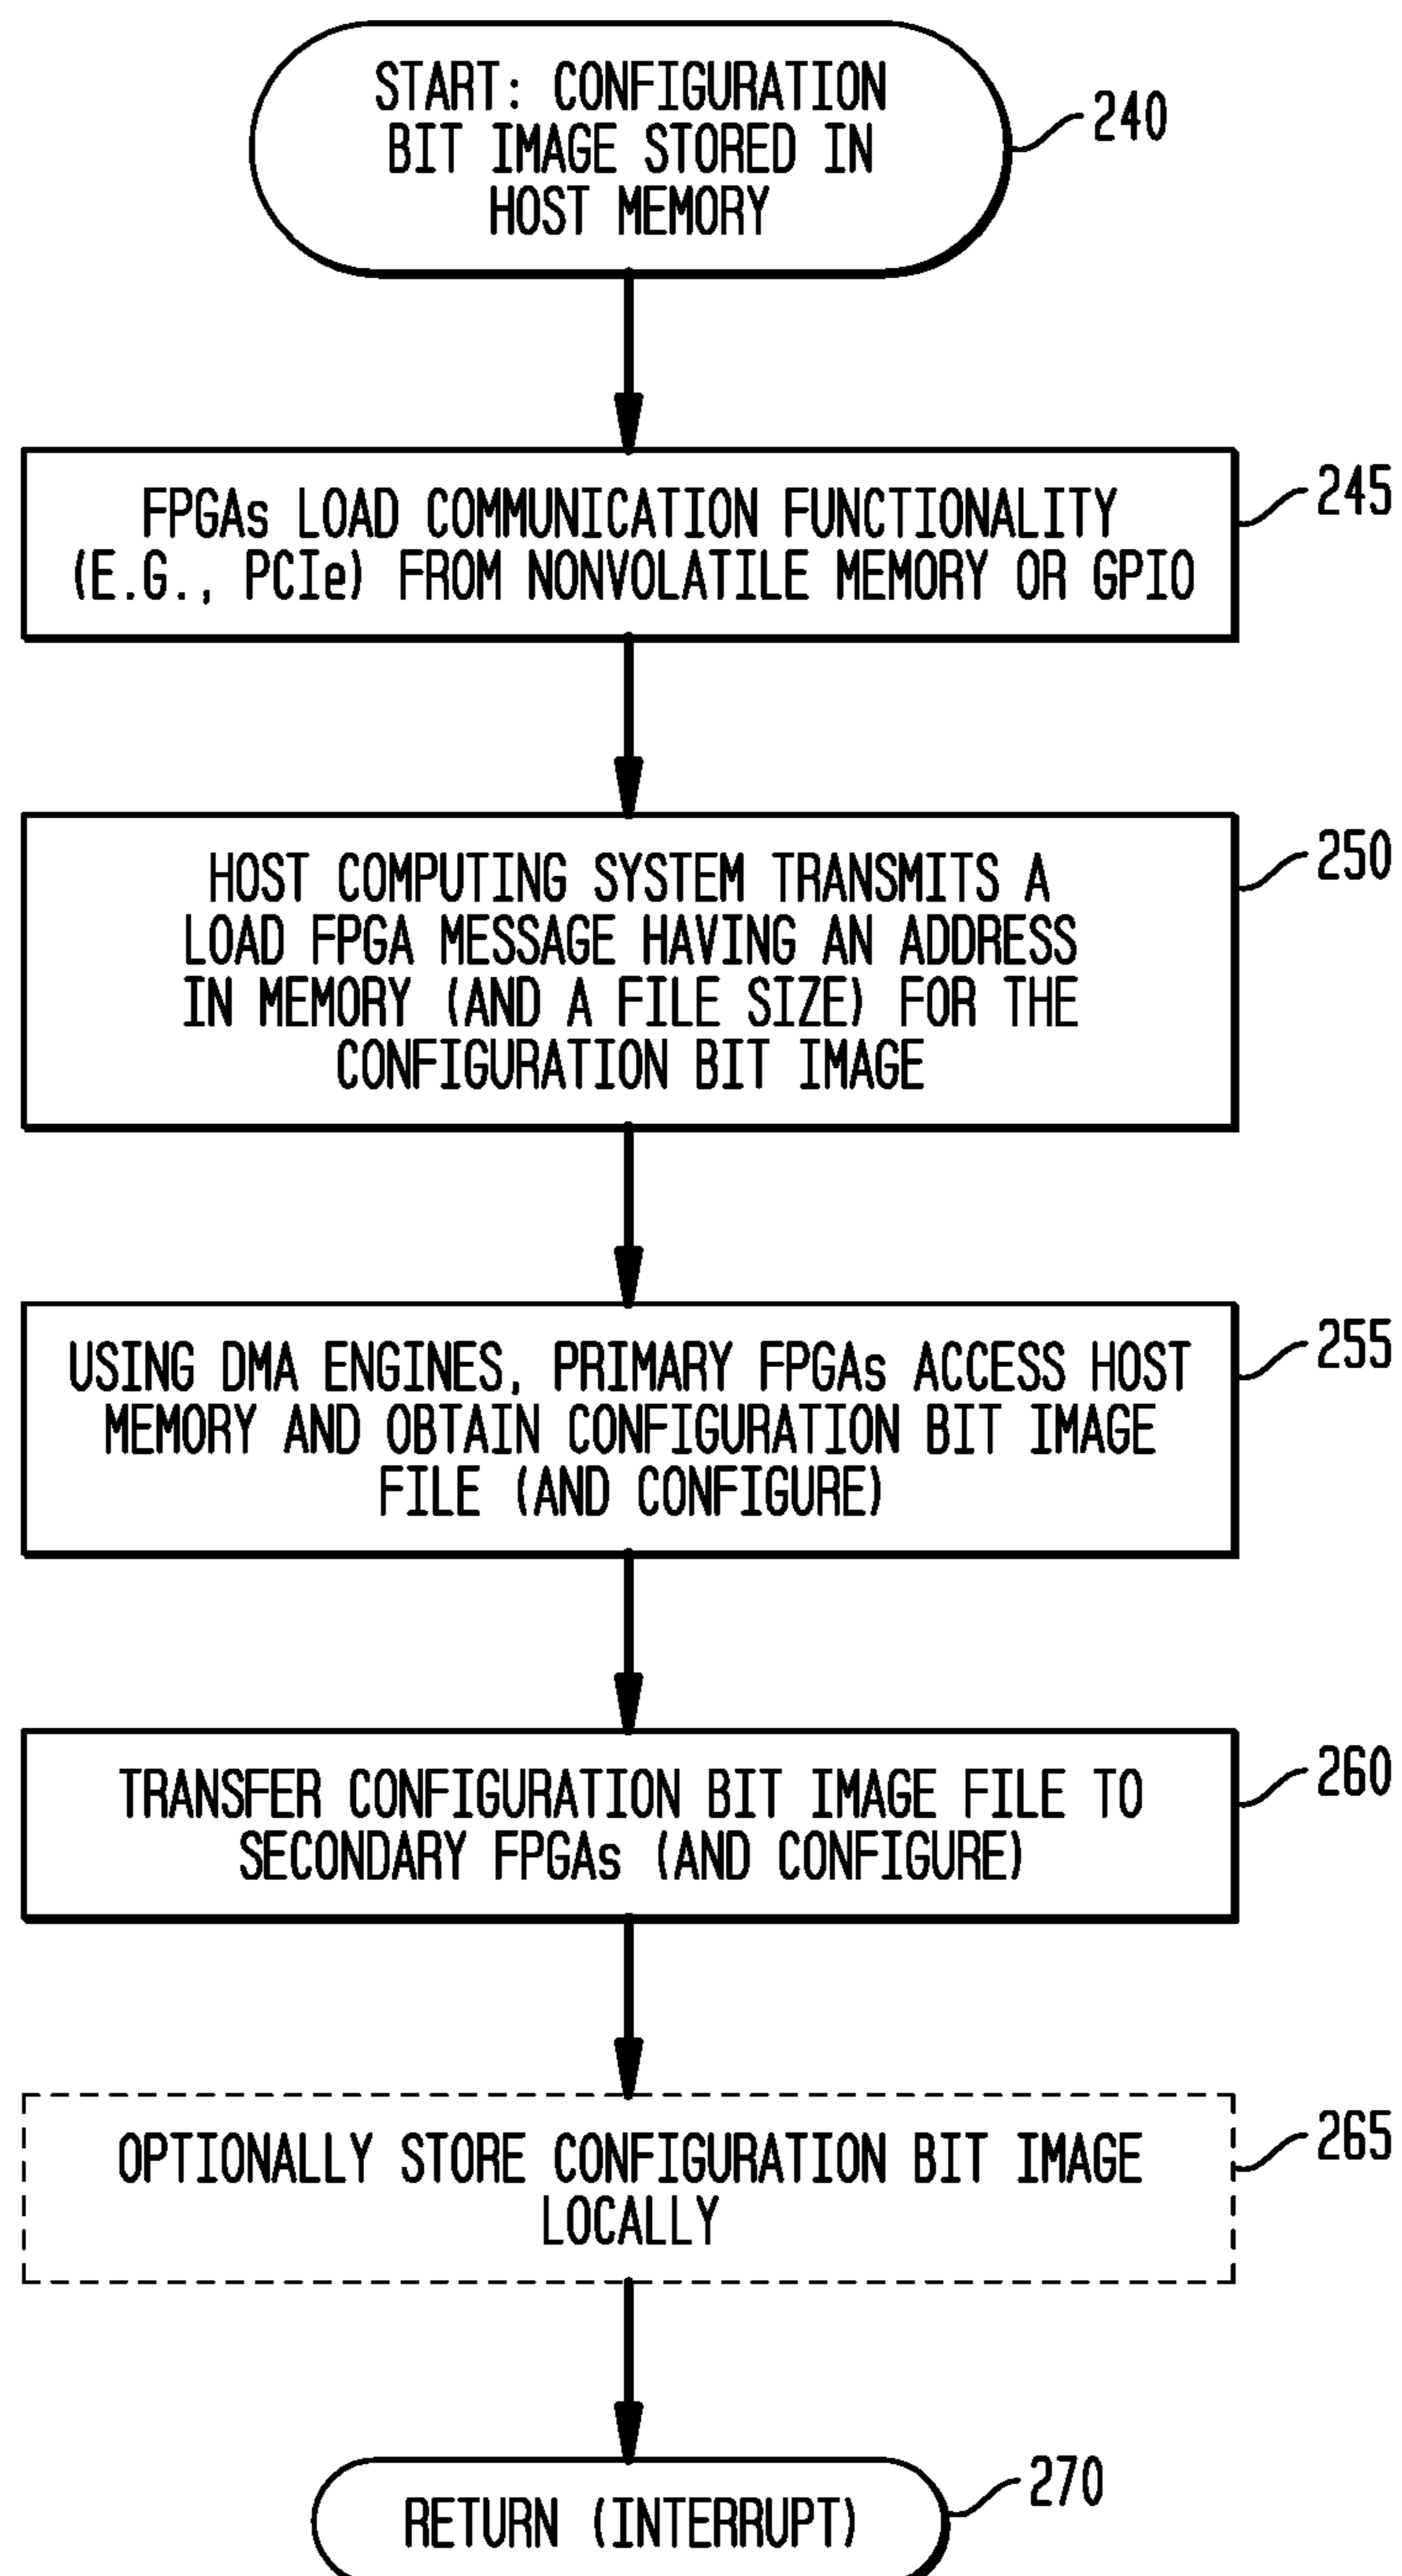 START: CONFIGURATION
BIT IMAGE STORED IN
HOST MEMORY
240
FPGAs LOAD COMMUNICATION FUNCTIONALITY
(E.G., PCIe) FROM NONVOLATILE MEMORY OR GPIO
245
HOST COMPUTING SYSTEM TRANSMITS A
LOAD FPGA MESSAGE HAVING AN ADDRESS
IN MEMORY (AND A FILE SIZE) FOR THE
CONFIGURATION BIT IMAGE
250
USING DMA ENGINES, PRIMARY FPGAs ACCESS HOST
MEMORY AND OBTAIN CONFIGURATION BIT IMAGE
FILE (AND CONFIGURE)
255
TRANSFER CONFIGURATION BIT IMAGE FILE TO
SECONDARY FPGAs (AND CONFIGURE)
260
OPTIONALLY STORE CONFIGURATION BIT IMAGE
LOCALLY
265
RETURN (INTERRUPT)
270